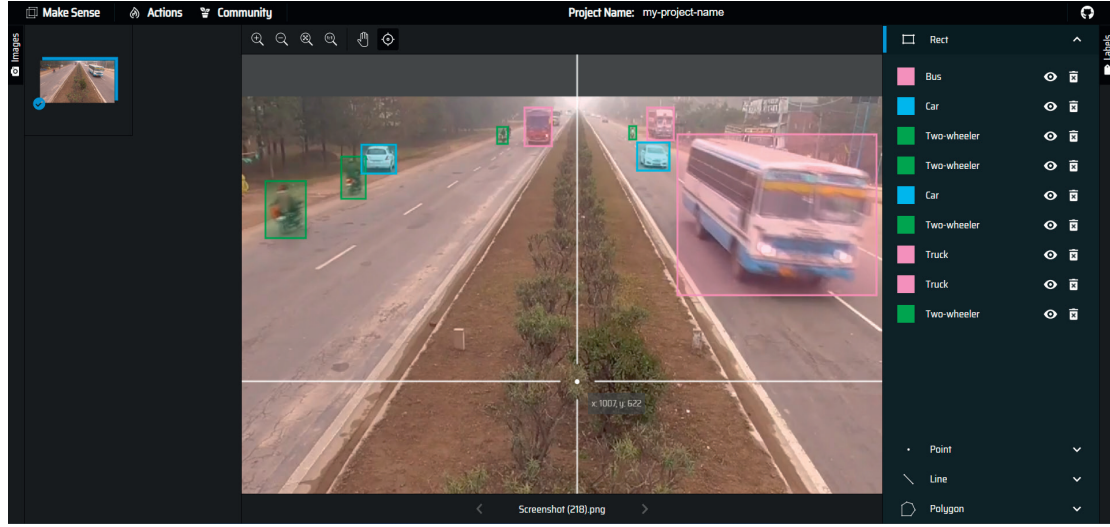 Make Sense
Actions
Community
Project Name: my-project-name
Images
Labels
Rect
Bus
Car
Two-wheeler
Two-wheeler
Car
Two-wheeler
Truck
Truck
Two-wheeler
x: 1007, y: 622
Point
Line
Polygon
Screenshot (218).png